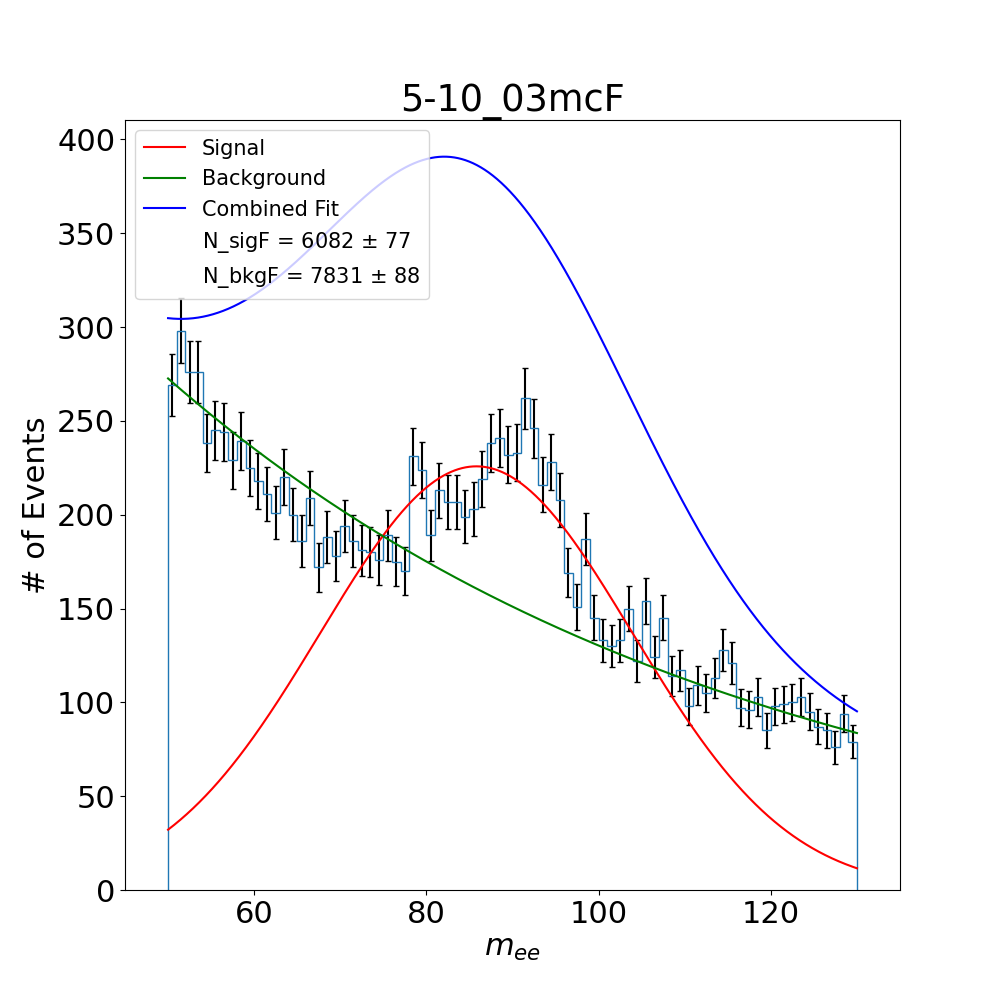 5-10_03mcF
Signal
Background
Combined Fit
N_sigF = 6082 ± 77
N_bkgF = 7831 ± 88
400
350
300
250
200
150
100
50
0
# of Events
60 80 100 120
m_ee